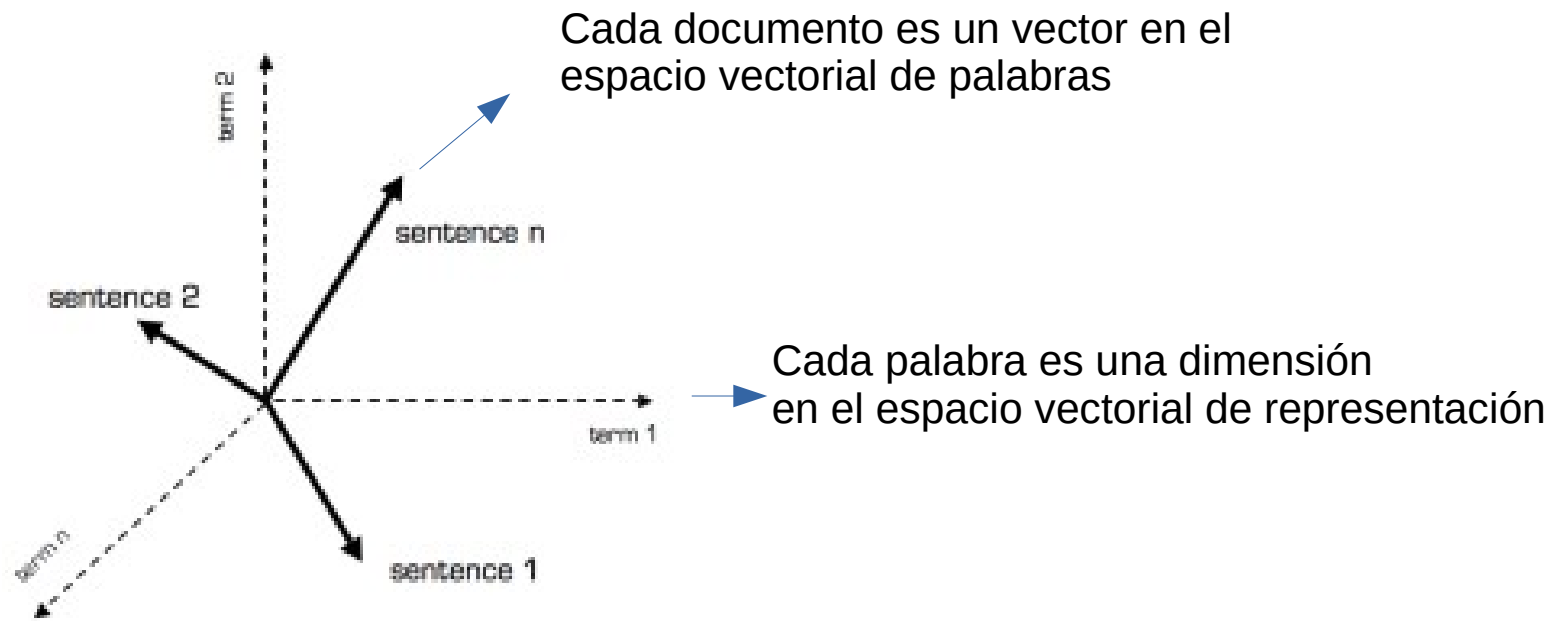 Cada documento es un vector en el
espacio vectorial de palabras
term 2
sentence n
sentence 2
Cada palabra es una dimensión
en el espacio vectorial de representación
term 1
term n
sentence 1